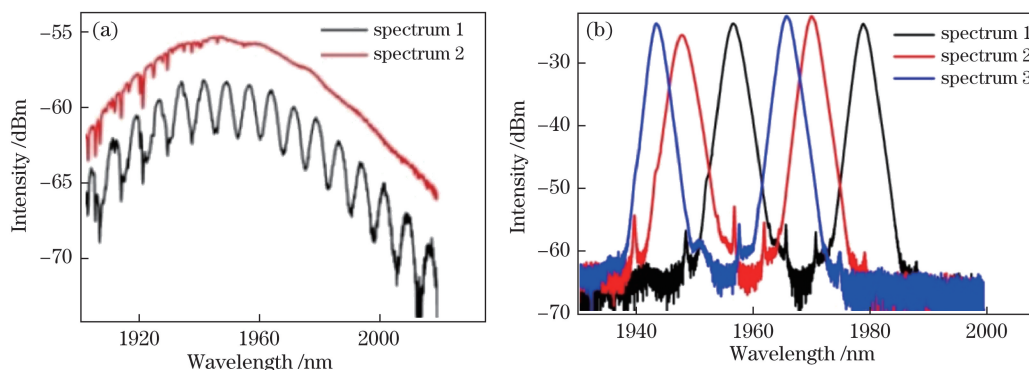 (a)
spectrum 1
spectrum 2
−55
−60
−65
−70
Intensity /dBm
1920
1960
2000
Wavelength /nm
(b)
spectrum 1
spectrum 2
spectrum 3
−30
−40
−50
−60
−70
Intensity /dBm
1940
1960
1980
2000
Wavelength /nm